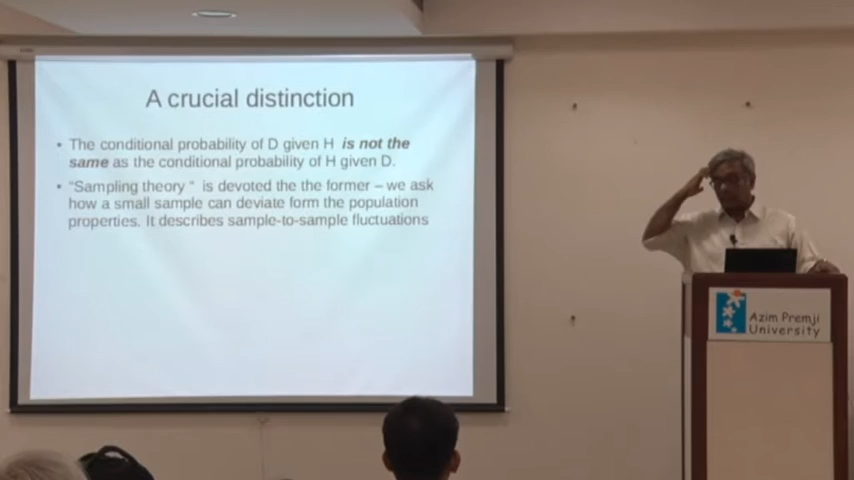 A crucial distinction
• The conditional probability of D given H is not the
same as the conditional probability of H given D.
• "Sampling theory " is devoted the the former – we ask
how a small sample can deviate form the population
properties. It describes sample-to-sample fluctuations
Azim Premji
University